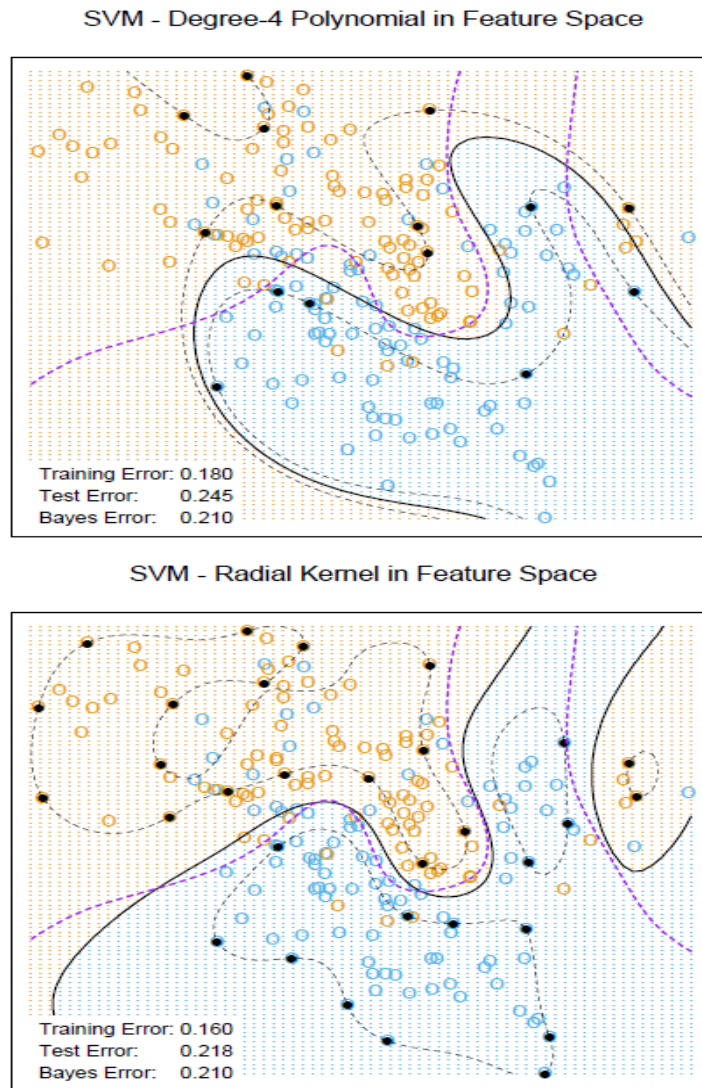 SVM - Degree-4 Polynomial in Feature Space
Training Error: 0.180
Test Error: 0.245
Bayes Error: 0.210
SVM - Radial Kernel in Feature Space
Training Error: 0.160
Test Error: 0.218
Bayes Error: 0.210